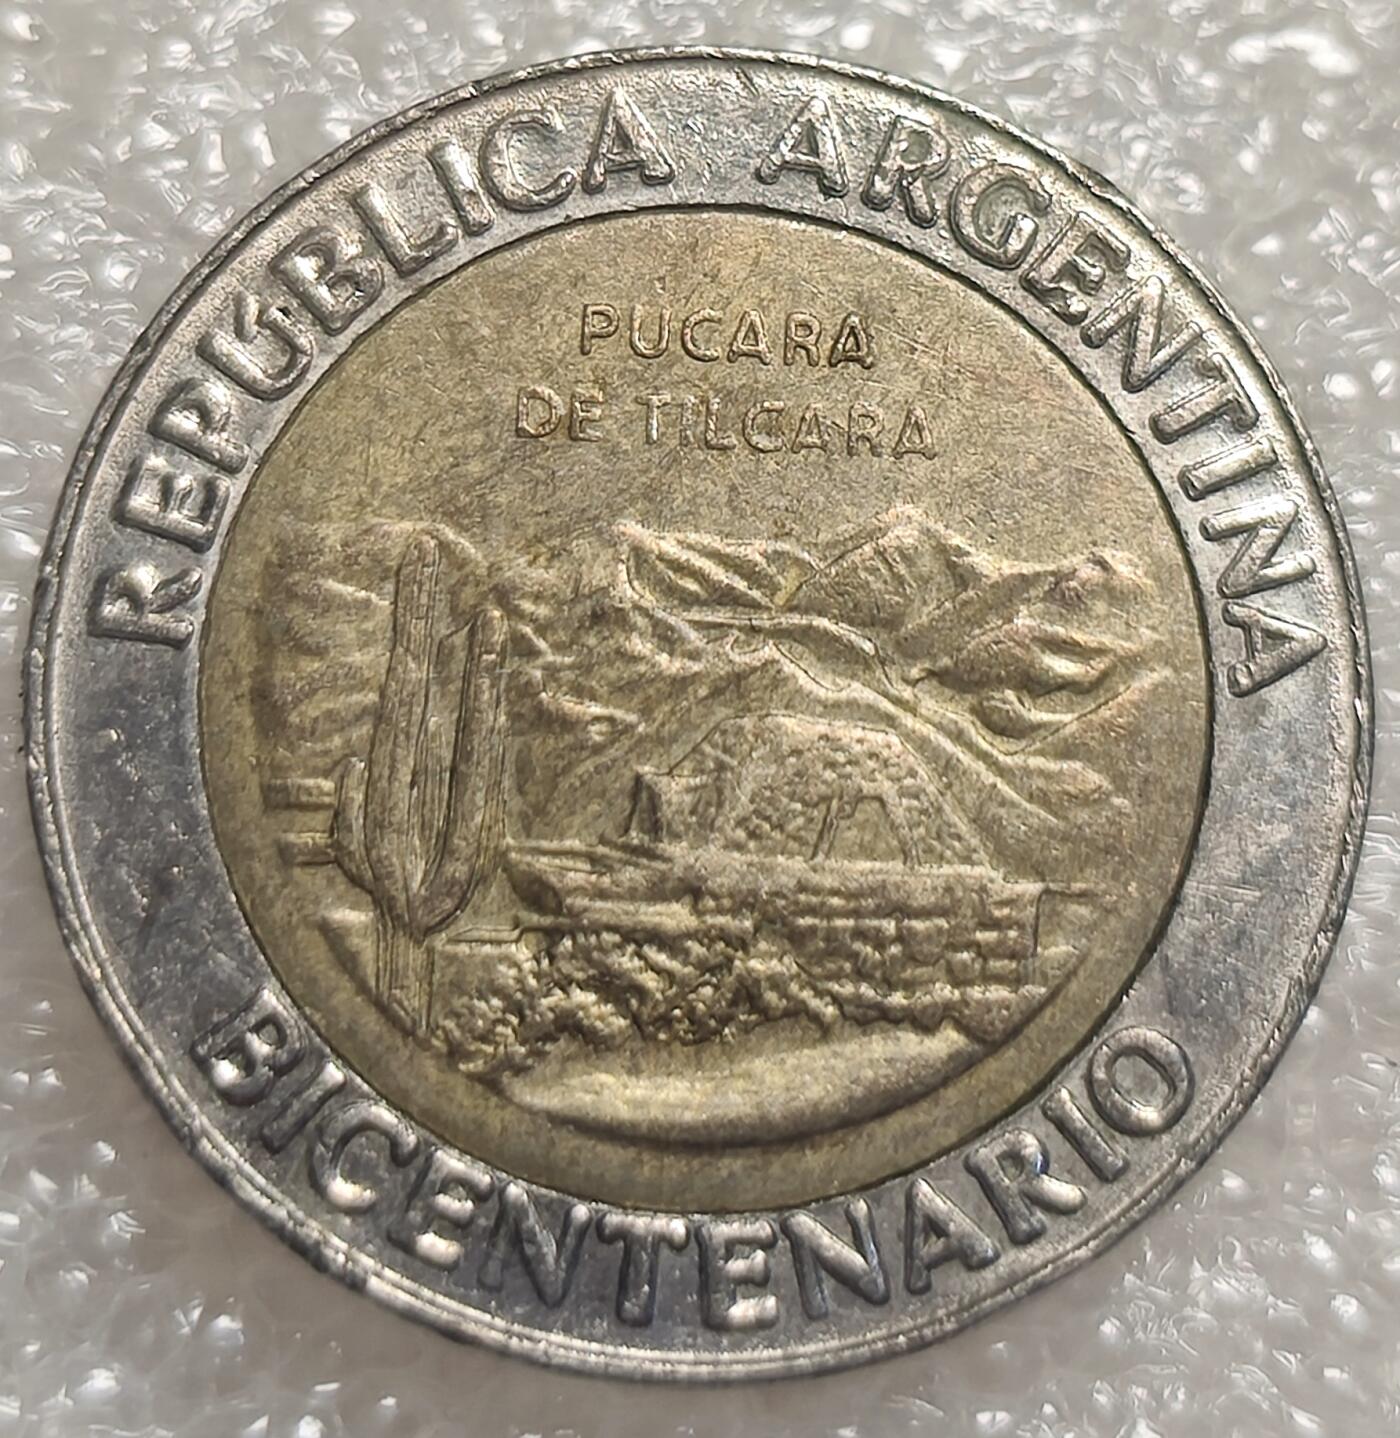 REPÚBLICA ARGENTINA
PUCARA
DE TILCARA
BICENTENARIO